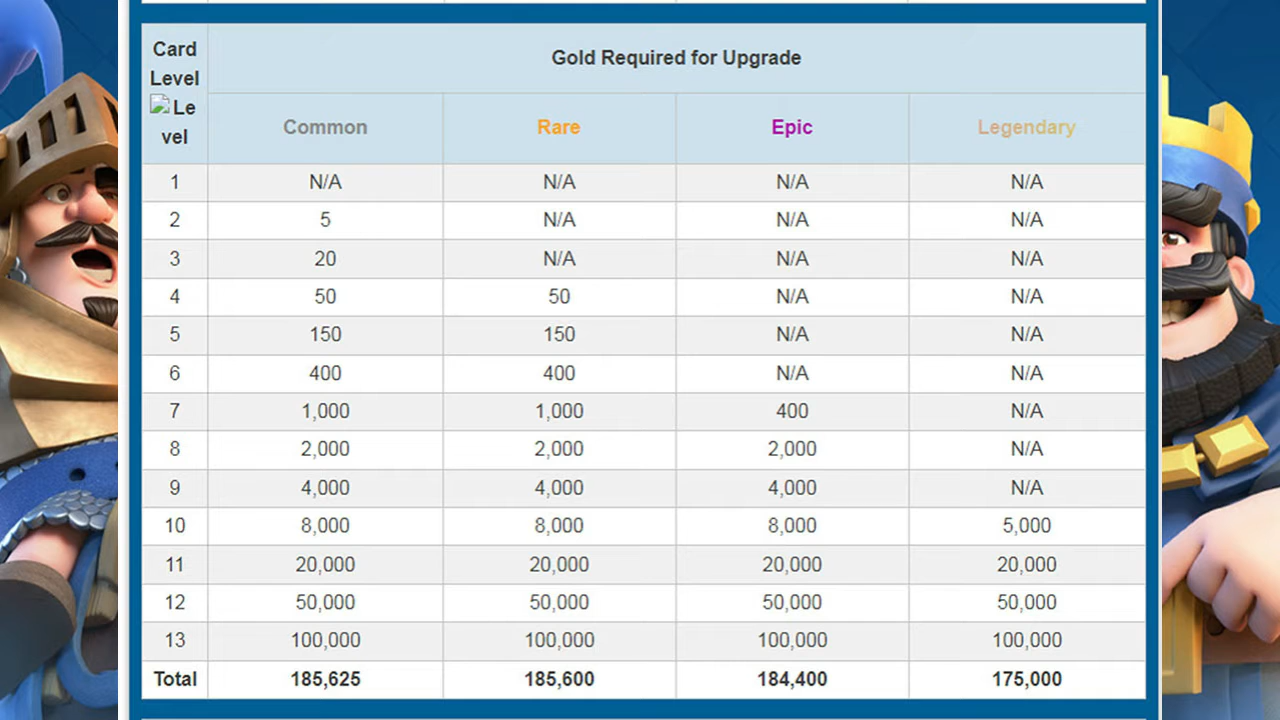 Card Level Level Gold Required for Upgrade
Common Rare Epic Legendary
1 N/A N/A N/A N/A
2 5 N/A N/A N/A
3 20 N/A N/A N/A
4 50 50 N/A N/A
5 150 150 N/A N/A
6 400 400 N/A N/A
7 1,000 1,000 400 N/A
8 2,000 2,000 2,000 N/A
9 4,000 4,000 4,000 N/A
10 8,000 8,000 8,000 5,000
11 20,000 20,000 20,000 20,000
12 50,000 50,000 50,000 50,000
13 100,000 100,000 100,000 100,000
Total 185,625 185,600 184,400 175,000